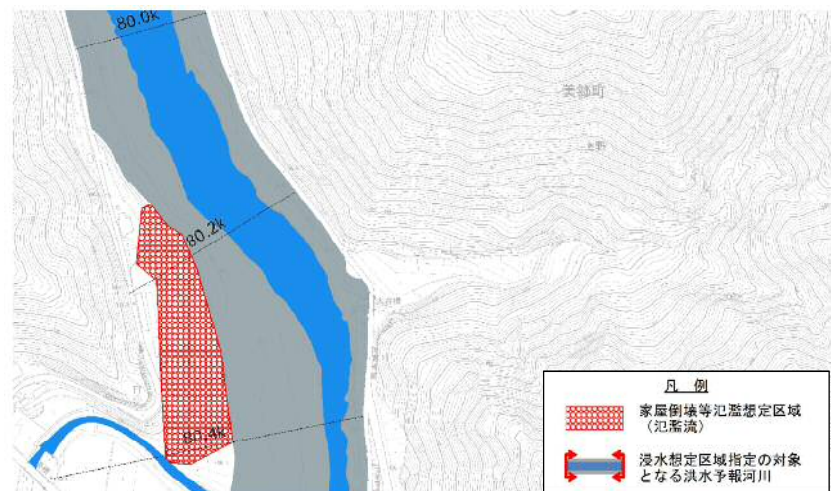 80.0k
美郷町
上野
80.2k
80.4k
凡 例
家屋倒壊等氾濫想定区域
（氾濫流）
浸水想定区域指定の対象
となる洪水予報河川